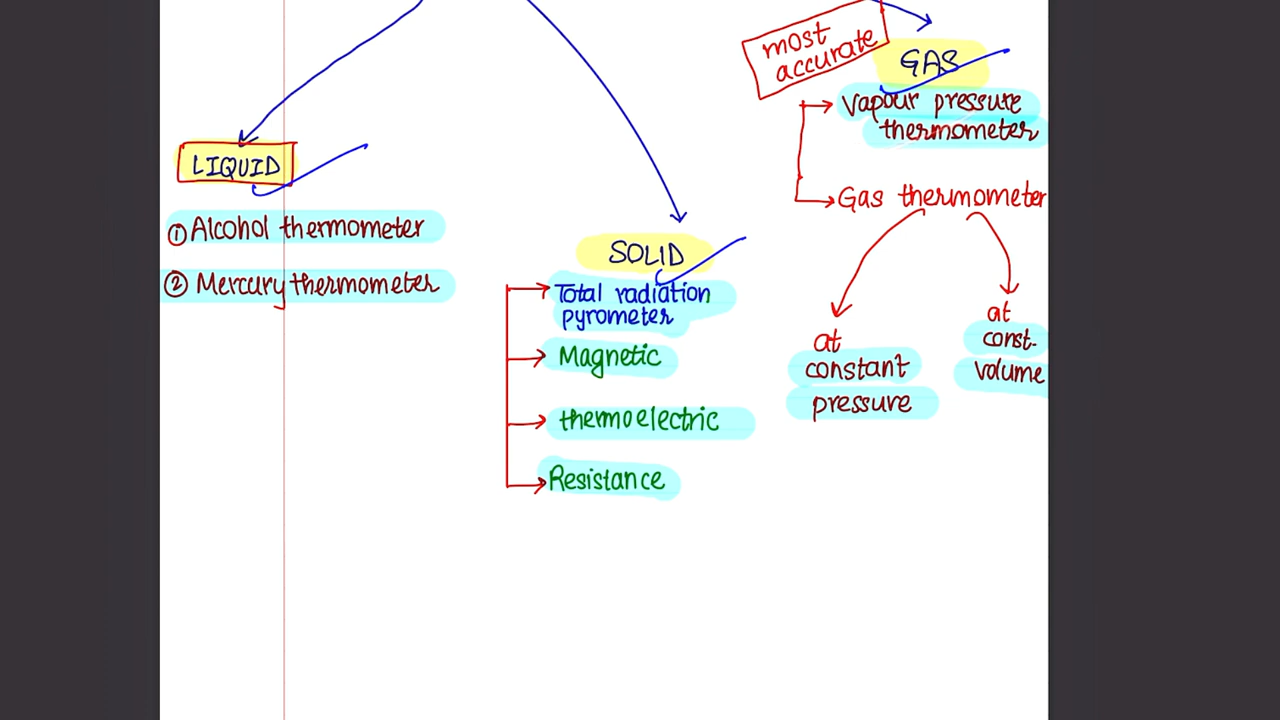 LIQUID
① Alcohol thermometer
② Mercury thermometer
SOLID
Total radiation
pyrometer
Magnetic
thermoelectric
Resistance
most
accurate
GAS
Vapour pressure
thermometer
Gas thermometer
at
constant
pressure
at
const.
volume